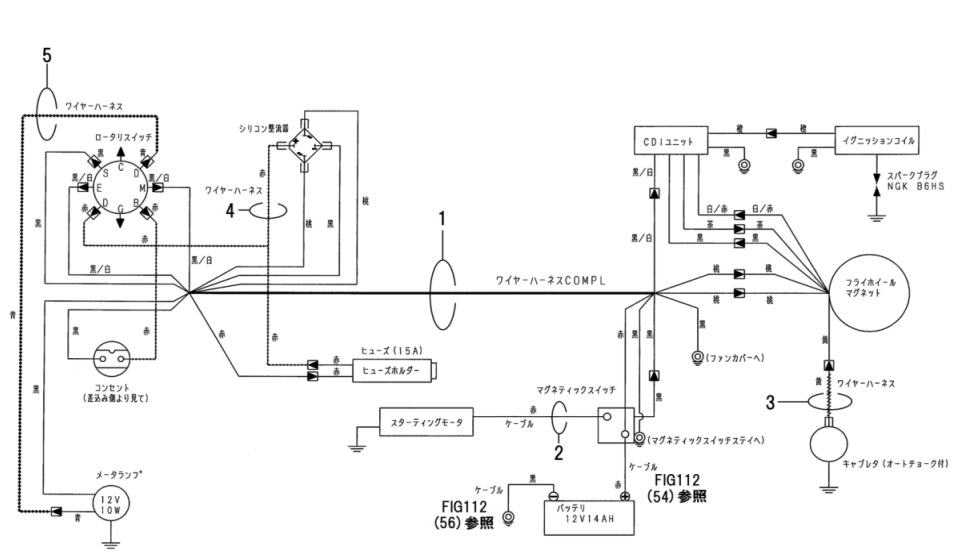 5
ワイヤーハーネス
ロータリスイッチ
黒
青
S
C
D
黒/白
E
M
黒/白
赤
D
G
B
赤
黒
赤
黒/白
黒/白
青
黒
赤
コンセント
(差込み側より見て)
黒
メータランプ*
12V
10W
青
シリコン整流器
赤
ワイヤーハーネス
4
桃
黒
桃
赤
赤
1
ワイヤーハーネスCOMPL
赤
ヒューズ(15A)
ヒューズホルダー
赤
スターティングモータ
マグネティックスイッチ
赤
ケーブル
2
赤
黒
黒
黒
(ファンカバーへ)
黒
(マグネティックスイッチステイへ)
ケーブル
赤
FIG112
(54)参照
黒
ケーブル
FIG112
(56)参照
バッテリ
12V14AH
CDIユニット
橙
橙
イグニッションコイル
黒
黒
スパークプラグ
NGK B6HS
黒/白
黒/白
白/赤
白/赤
茶
茶
黒
黒
桃
桃
桃
桃
フライホイール
マグネット
黄
黄
ワイヤーハーネス
3
キャブレタ(オートチョーク付)